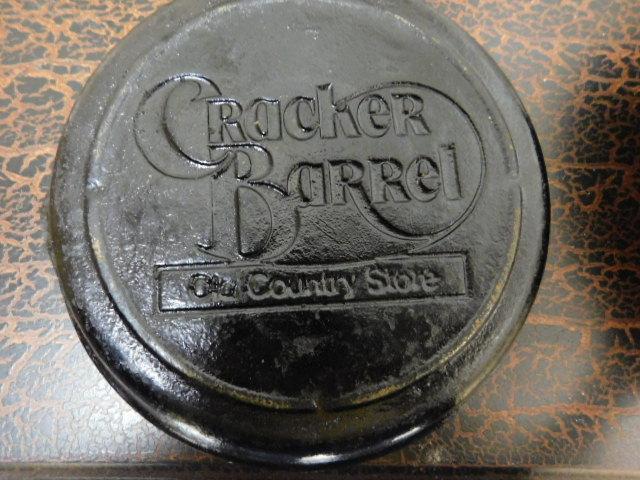 Cracker
Barrel
Old Country Store